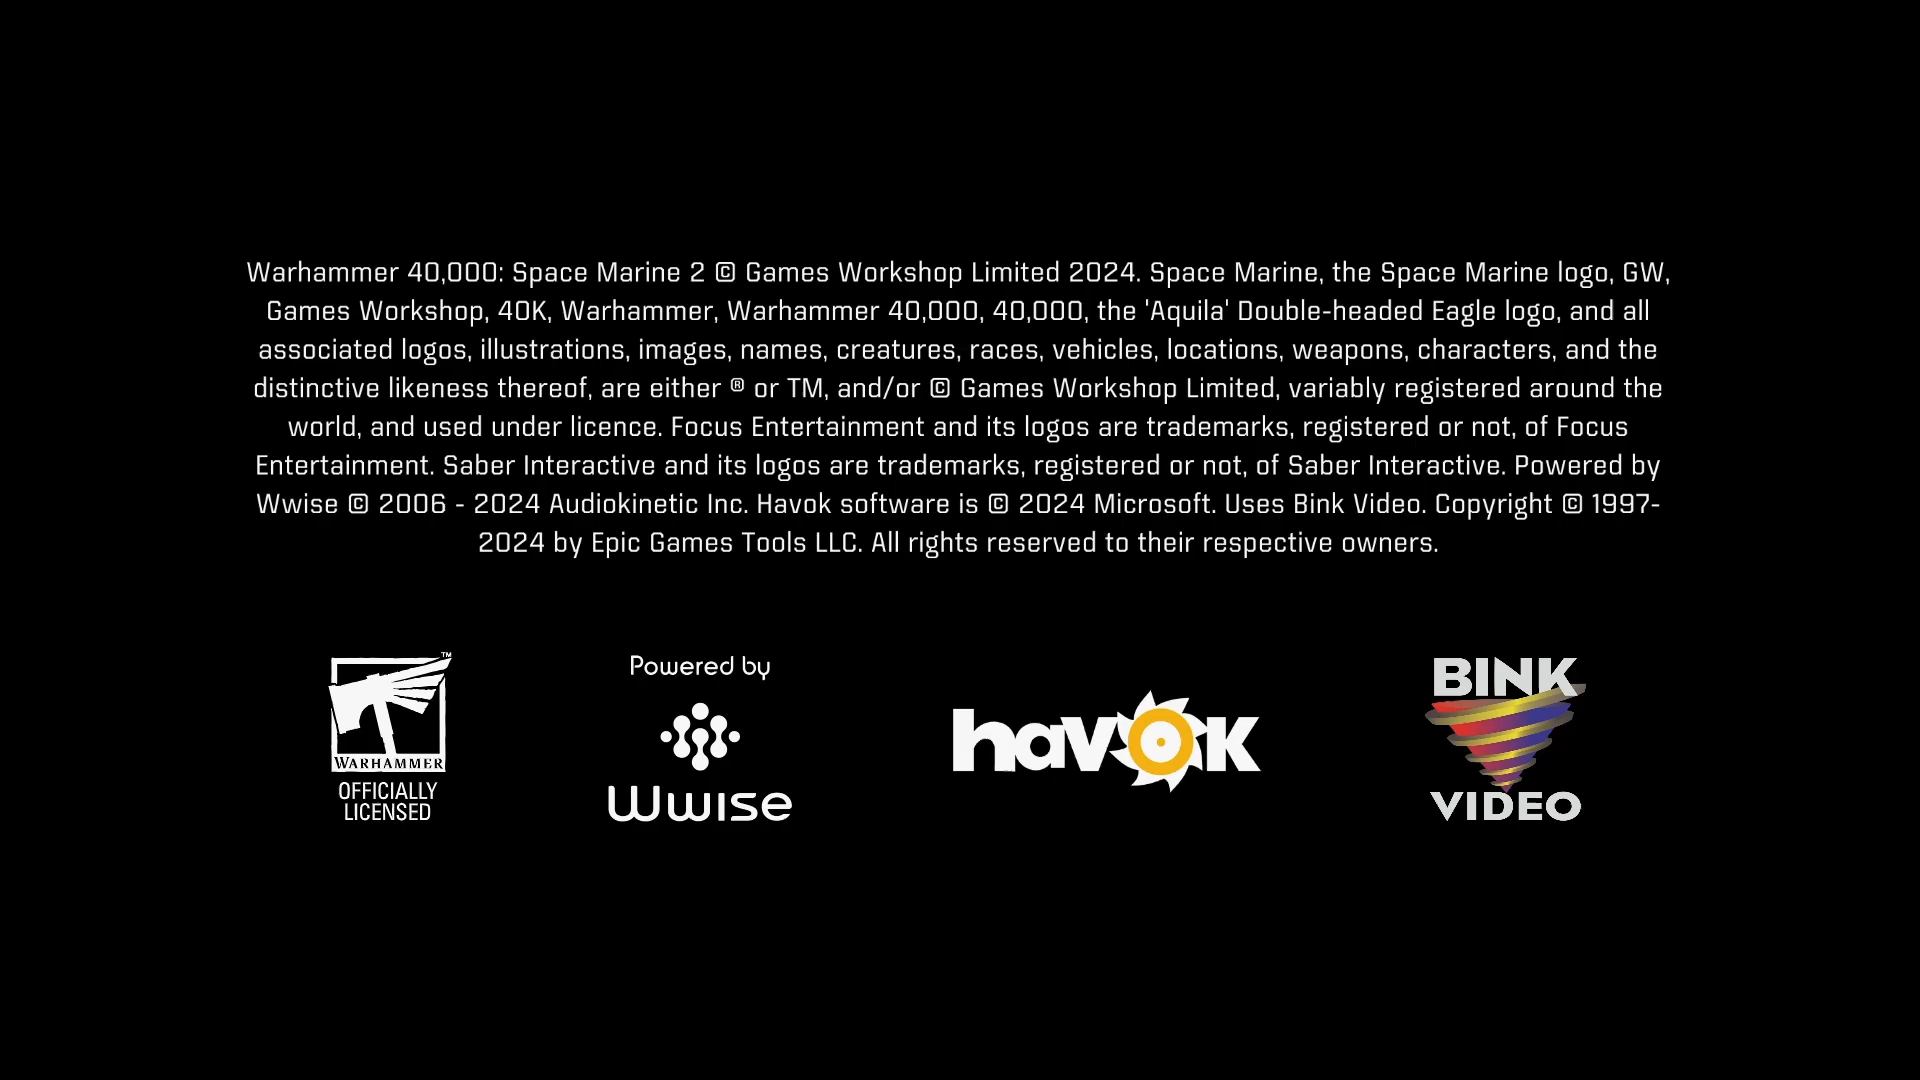 Warhammer 40,000: Space Marine 2 © Games Workshop Limited 2024. Space Marine, the Space Marine logo, GW,
Games Workshop, 40K, Warhammer, Warhammer 40,000, 40,000, the 'Aquila' Double-headed Eagle logo, and all
associated logos, illustrations, images, names, creatures, races, vehicles, locations, weapons, characters, and the
distinctive likeness thereof, are either ® or TM, and/or © Games Workshop Limited, variably registered around the
world, and used under licence. Focus Entertainment and its logos are trademarks, registered or not, of Focus
Entertainment. Saber Interactive and its logos are trademarks, registered or not, of Saber Interactive. Powered by
Wwise © 2006 - 2024 Audiokinetic Inc. Havok software is © 2024 Microsoft. Uses Bink Video. Copyright © 1997-
2024 by Epic Games Tools LLC. All rights reserved to their respective owners.
TM
WARHAMMER
OFFICIALLY
LICENSED
Powered by
Wwise
havok
BINK
VIDEO